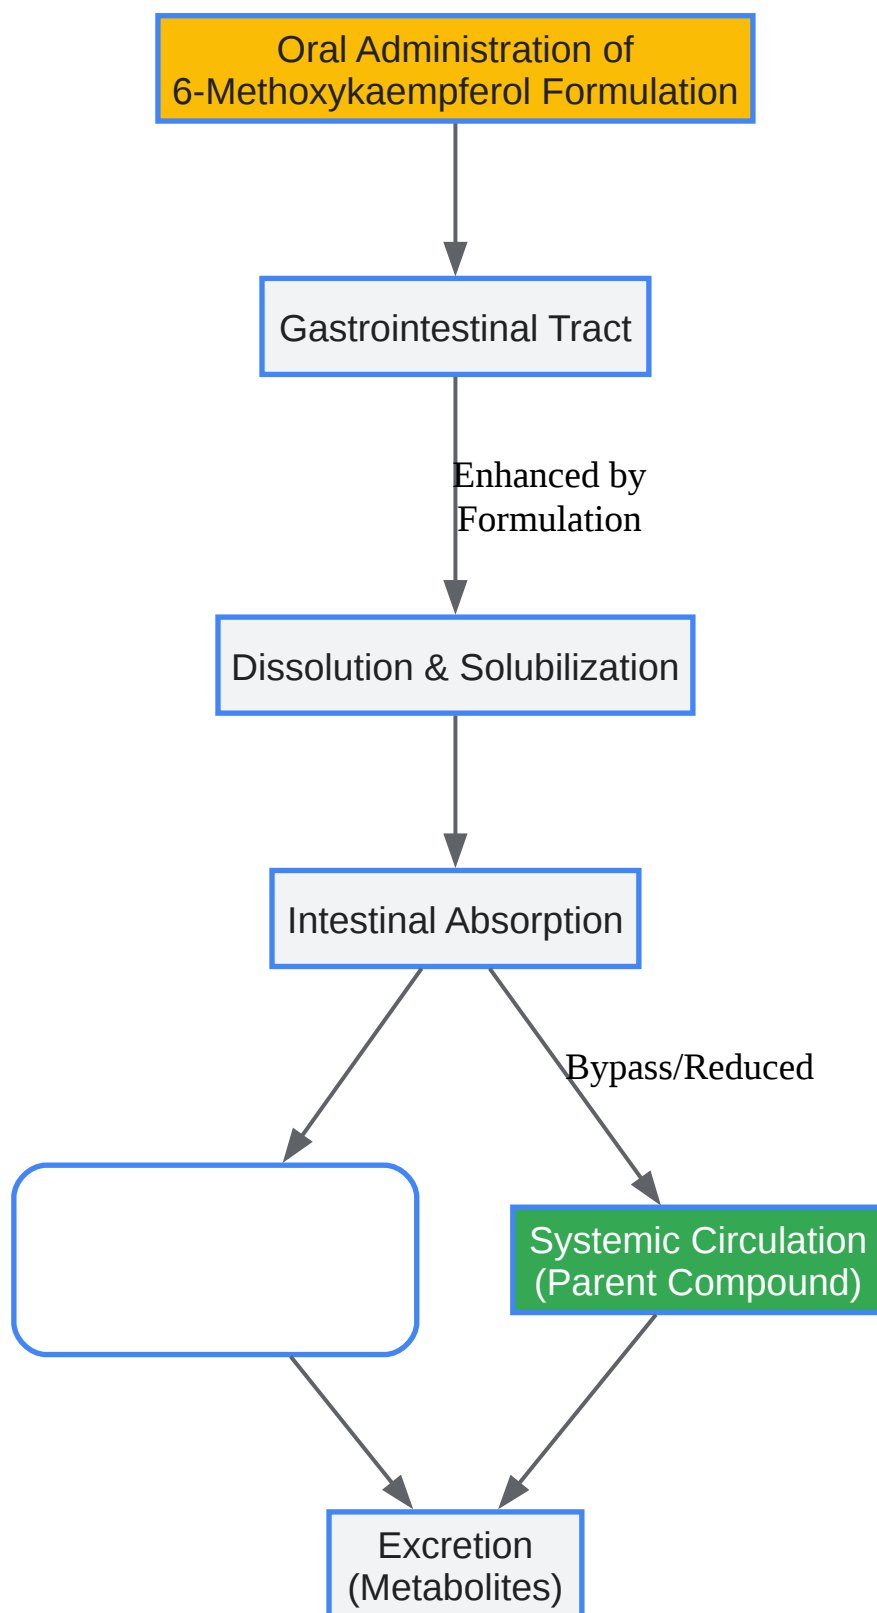 Oral Administration of
6-Methoxykaempferol Formulation
Gastrointestinal Tract
Enhanced by
Formulation
Dissolution & Solubilization
Intestinal Absorption
Bypass/Reduced
Systemic Circulation
(Parent Compound)
Excretion
(Metabolites)